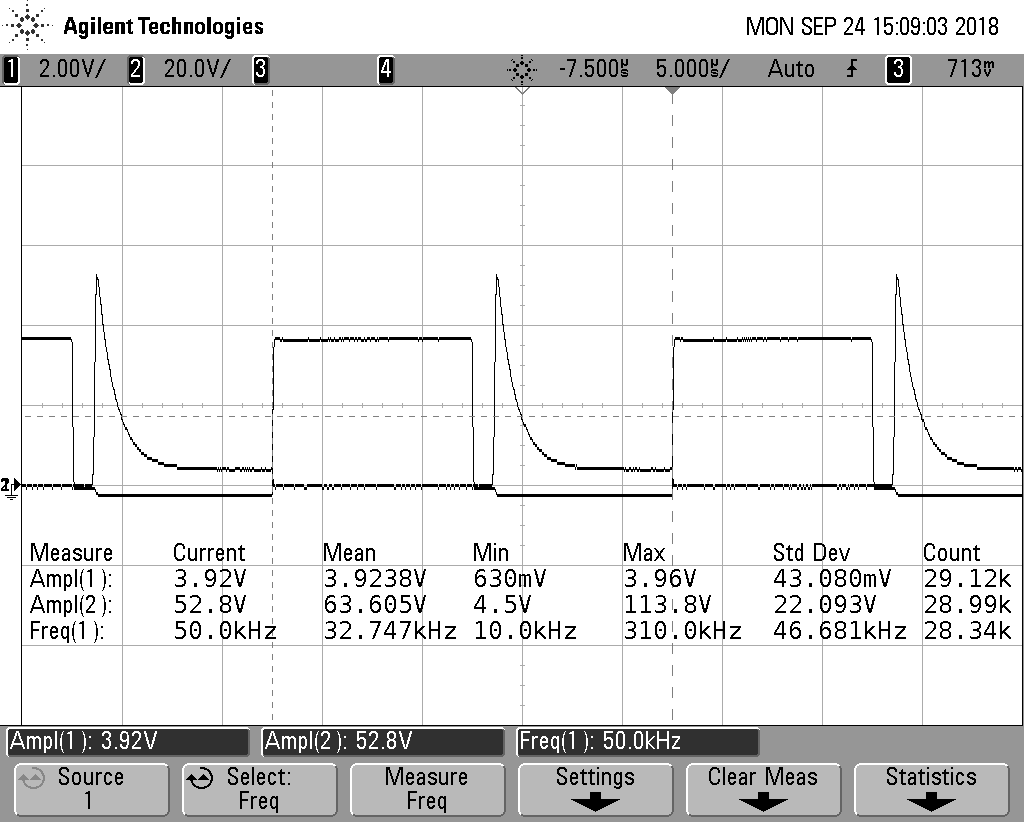 Agilent Technologies MON SEP 24 15:09:03 2018
1 2.00V/ 2 20.0V/ 3 4 -7.500µs 5.000µs/ Auto 3 713mV
2
Measure Current Mean Min Max Std Dev Count
Ampl(1): 3.92V 3.9238V 630mV 3.96V 43.080mV 29.12k
Ampl(2): 52.8V 63.605V 4.5V 113.8V 22.093V 28.99k
Freq(1): 50.0kHz 32.747kHz 10.0kHz 310.0kHz 46.681kHz 28.34k
Ampl(1): 3.92V Ampl(2): 52.8V Freq(1): 50.0kHz
Source Select: Measure Settings Clear Meas Statistics
1 Freq Freq